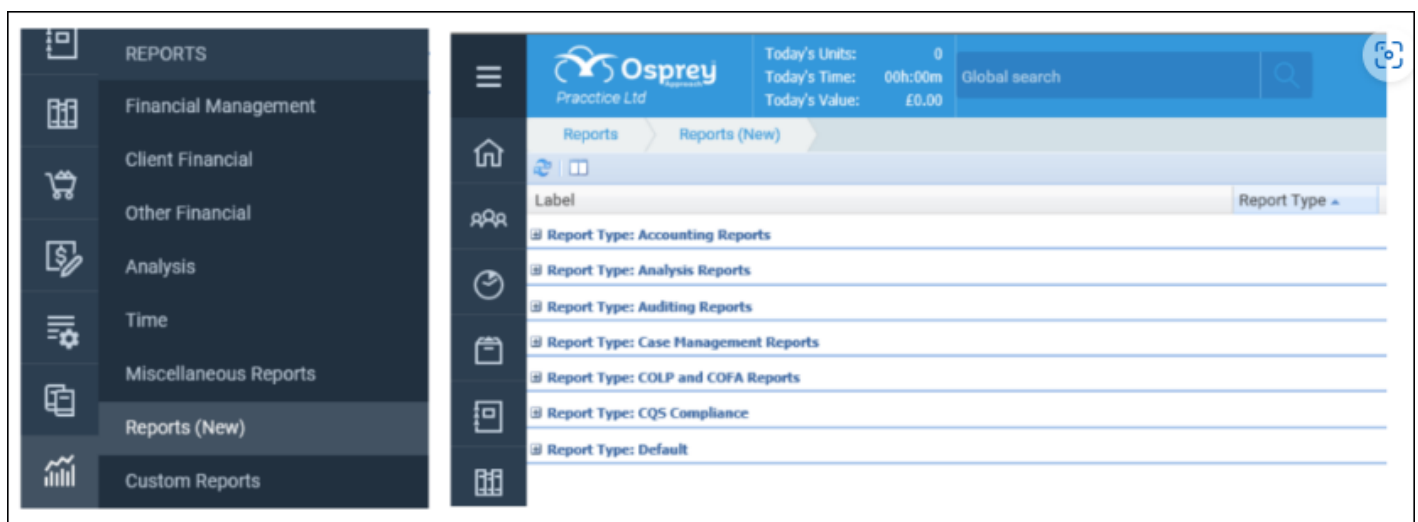 REPORTS
Financial Management
Client Financial
Other Financial
Analysis
Time
Miscellaneous Reports
Reports (New)
Custom Reports
Osprey
Approach
Pracctice Ltd
Today's Units: 0
Today's Time: 00h:00m
Today's Value: £0.00
Global search
Reports Reports (New)
Label Report Type
Report Type: Accounting Reports
Report Type: Analysis Reports
Report Type: Auditing Reports
Report Type: Case Management Reports
Report Type: COLP and COFA Reports
Report Type: CQS Compliance
Report Type: Default